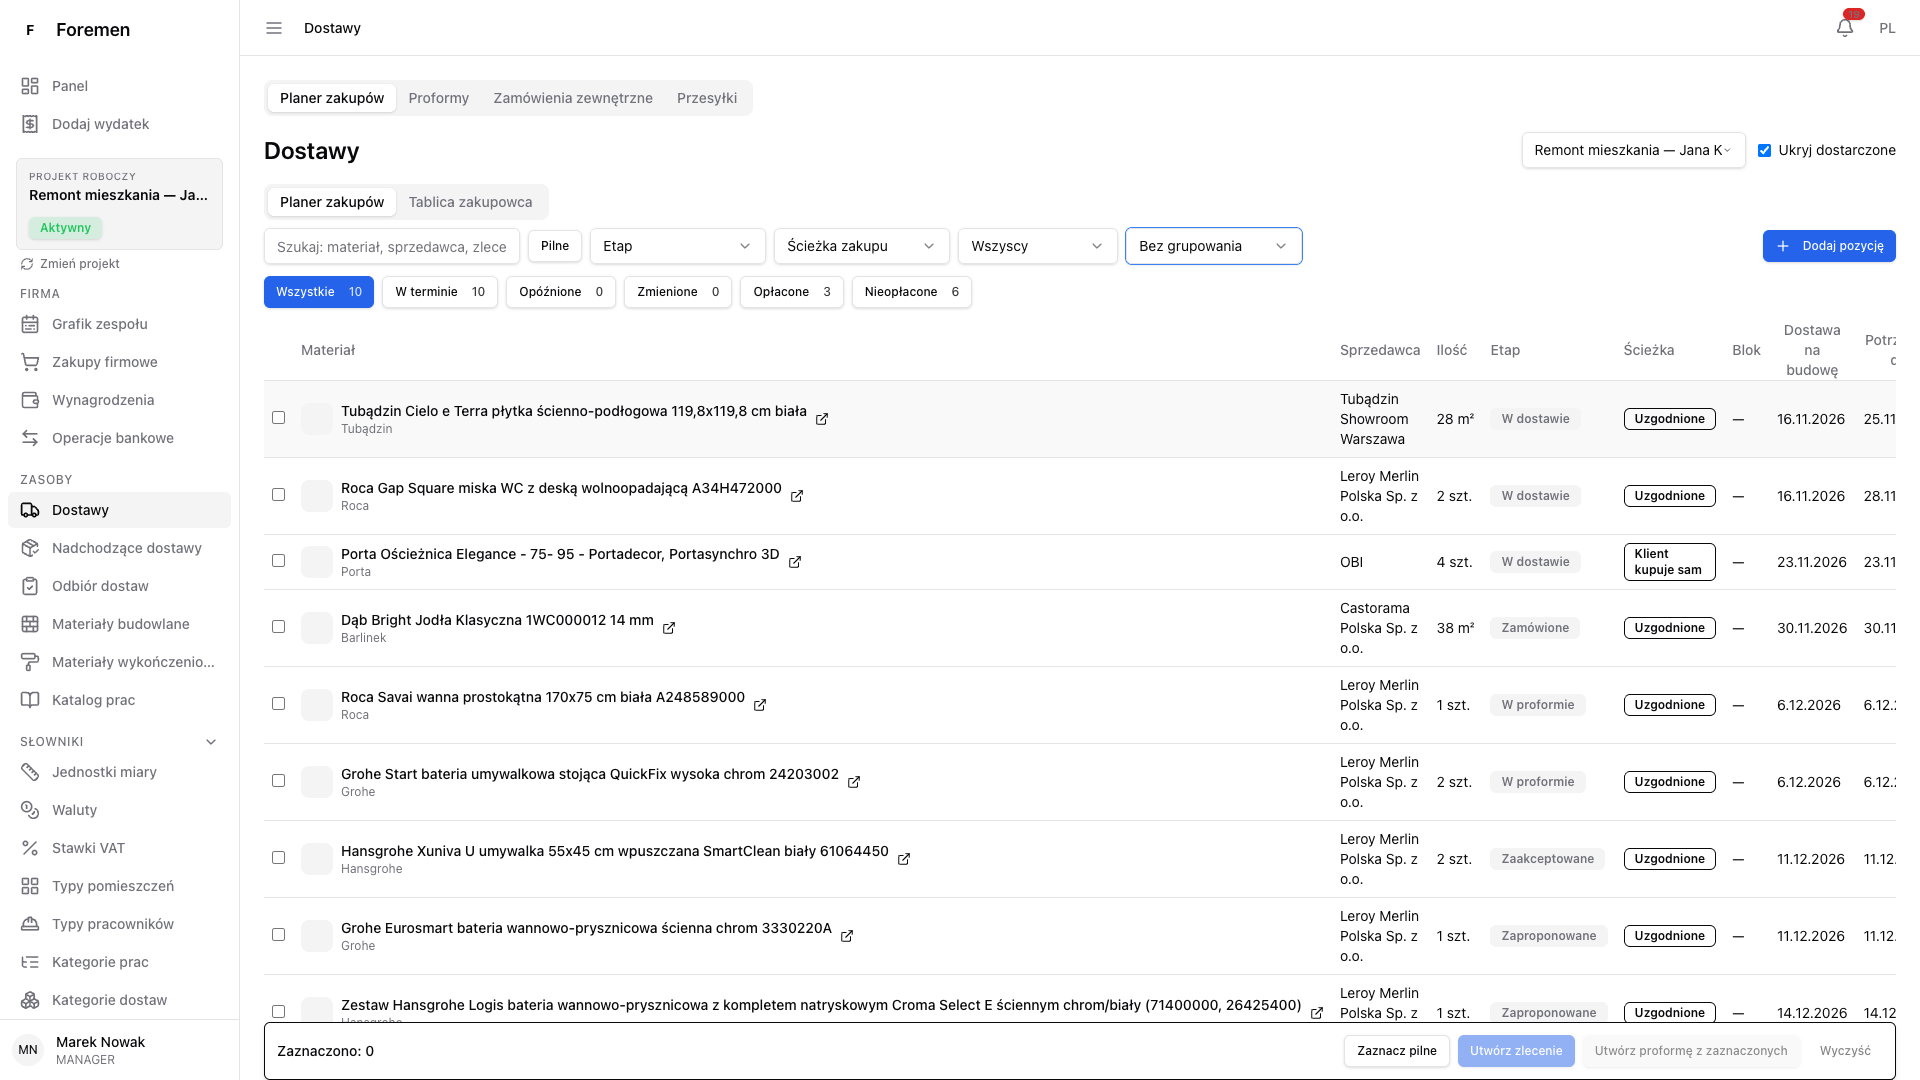 F Foremen
Panel
Dodaj wydatek
PROJEKT ROBOCZY
Remont mieszkania — Ja...
Aktywny
Zmień projekt
FIRMA
Grafik zespołu
Zakupy firmowe
Wynagrodzenia
Operacje bankowe
ZASOBY
Dostawy
Nadchodzące dostawy
Odbiór dostaw
Materiały budowlane
Materiały wykończenio...
Katalog prac
SŁOWNIKI
Jednostki miary
Waluty
Stawki VAT
Typy pomieszczeń
Typy pracowników
Kategorie prac
Kategorie dostaw
MN Marek Nowak
MANAGER
Dostawy
PL
Planer zakupów Proformy Zamówienia zewnętrzne Przesyłki
Dostawy
Remont mieszkania — Jana K
Ukryj dostarczone
Planer zakupów Tablica zakupowca
Szukaj: materiał, sprzedawca, zlece Pilne Etap Ścieżka zakupu Wszyscy Bez grupowania Dodaj pozycję
Wszystkie 10 W terminie 10 Opóźnione 0 Zmienione 0 Opłacone 3 Nieopłacone 6
Materiał Sprzedawca Ilość Etap Ścieżka Blok Dostawa na budowę
Tubądzin Cielo e Terra płytka ścienno-podłogowa 119,8x119,8 cm biała
Tubądzin
Tubądzin Showroom Warszawa 28 m² W dostawie Uzgodnione — 16.11.2026 25.11
Roca Gap Square miska WC z deską wolnoopadającą A34H472000
Roca
Leroy Merlin Polska Sp. z o.o. 2 szt. W dostawie Uzgodnione — 16.11.2026 28.11
Porta Ościeżnica Elegance - 75- 95 - Portadecor, Portasynchro 3D
Porta
OBI 4 szt. W dostawie Klient kupuje sam — 23.11.2026 23.11
Dąb Bright Jodła Klasyczna 1WC000012 14 mm
Barlinek
Castorama Polska Sp. z o.o. 38 m² Zamówione Uzgodnione — 30.11.2026 30.11
Roca Savai wanna prostokątna 170x75 cm biała A248589000
Roca
Leroy Merlin Polska Sp. z o.o. 1 szt. W proformie Uzgodnione — 6.12.2026 6.12.
Grohe Start bateria umywalkowa stojąca QuickFix wysoka chrom 24203002
Grohe
Leroy Merlin Polska Sp. z o.o. 2 szt. W proformie Uzgodnione — 6.12.2026 6.12.
Hansgrohe Xuniva U umywalka 55x45 cm wpuszczana SmartClean biały 61064450
Hansgrohe
Leroy Merlin Polska Sp. z o.o. 2 szt. Zaakceptowane Uzgodnione — 11.12.2026 11.12.
Grohe Eurosmart bateria wannowo-prysznicowa ścienna chrom 3330220A
Grohe
Leroy Merlin Polska Sp. z o.o. 1 szt. Zaproponowane Uzgodnione — 11.12.2026 11.12.
Zestaw Hansgrohe Logis bateria wannowo-prysznicowa z kompletem natryskowym Croma Select E ściennym chrom/biały (71400000, 26425400)
Leroy Merlin Polska Sp. z 1 szt. Zaproponowane Uzgodnione — 14.12.2026 14.12
Zaznaczono: 0 Zaznacz pilne Utwórz zlecenie Utwórz proformę z zaznaczonych Wyczyść